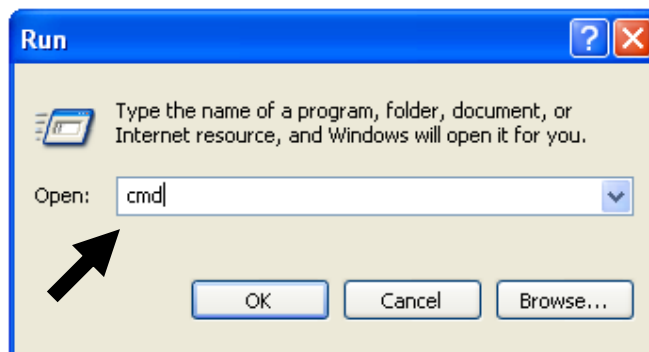 Run
Type the name of a program, folder, document, or
Internet resource, and Windows will open it for you.
Open: cmd
OK Cancel Browse...